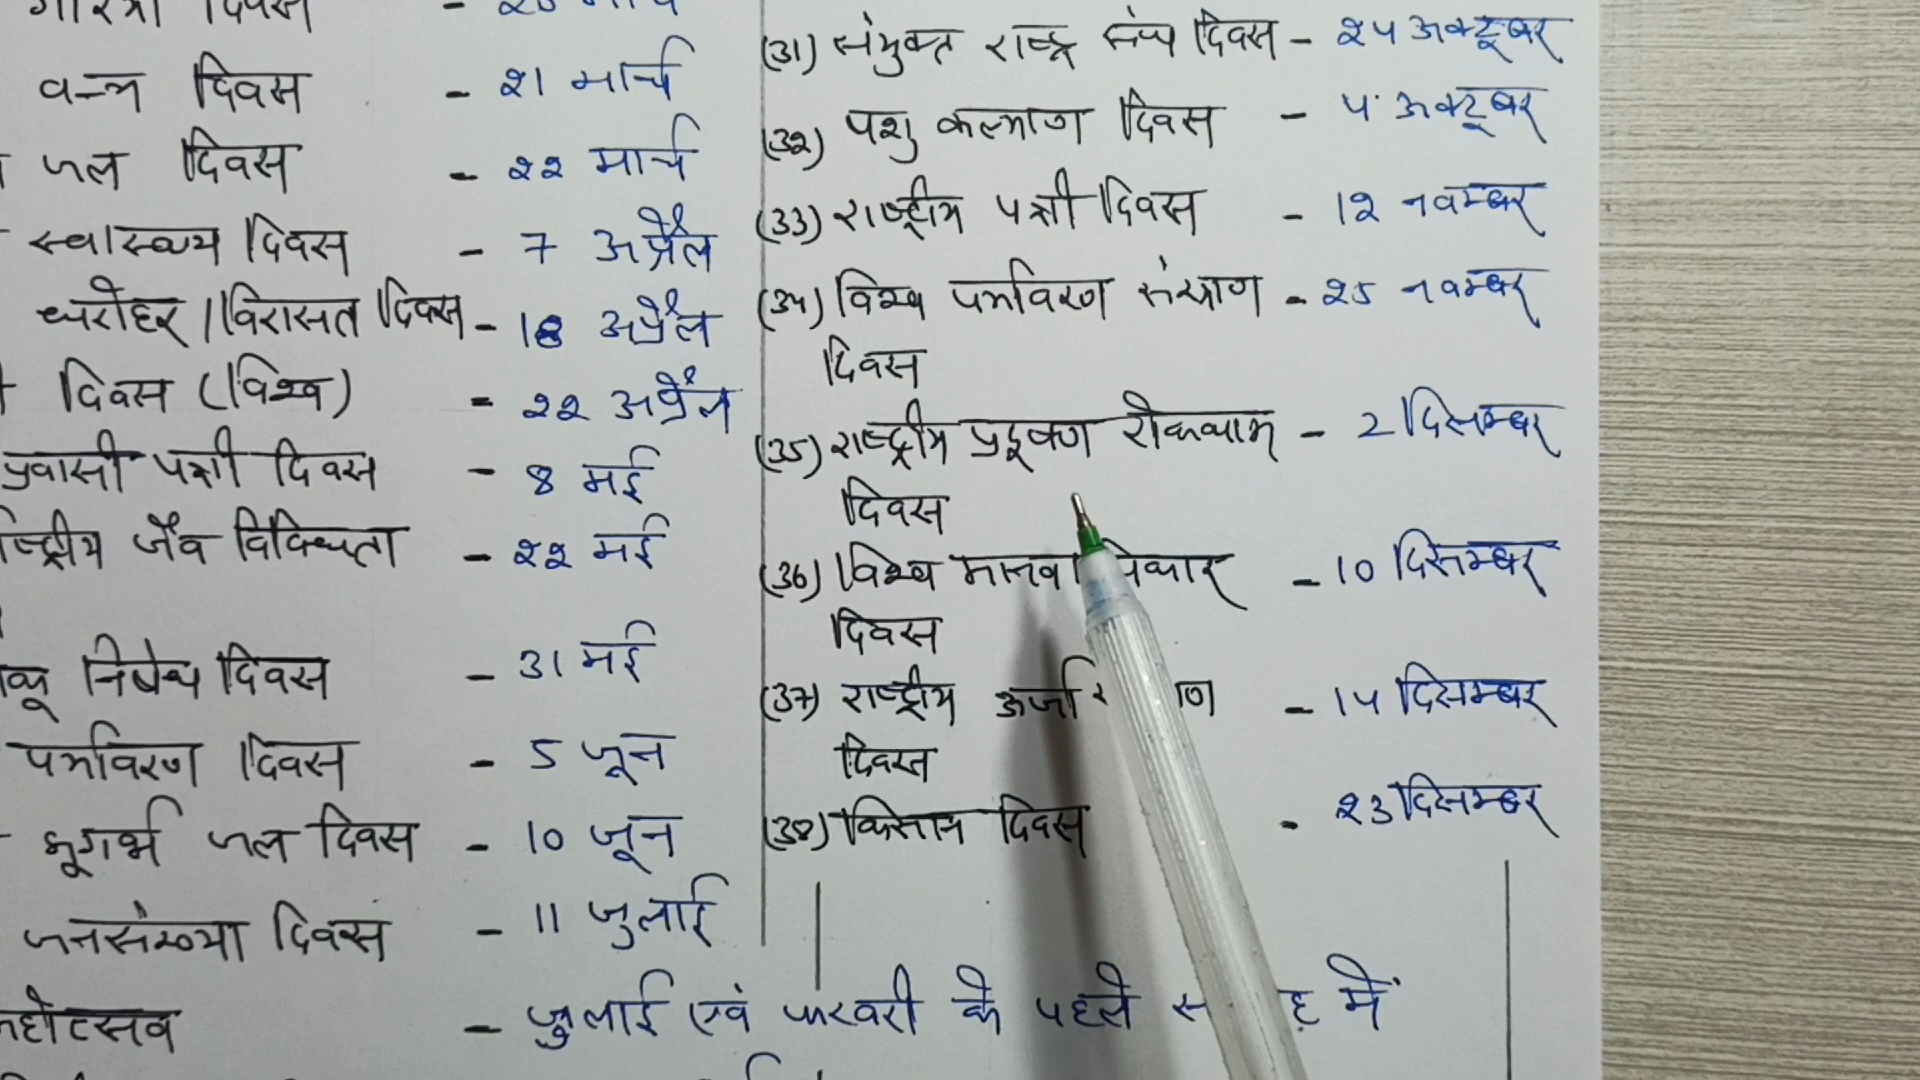 दिवस - 20 मार्च
वन्य दिवस - 21 मार्च
जल दिवस - 22 मार्च
स्वास्थ्य दिवस - 7 अप्रैल
धरोहर / विरासत दिवस - 18 अप्रैल
दिवस (विश्व) - 22 अप्रैल
प्रवासी पक्षी दिवस - 8 मई
जैव विविधता - 22 मई
निषेध दिवस - 31 मई
पर्यावरण दिवस - 5 जून
भूगर्भ जल दिवस - 10 जून
जनसंख्या दिवस - 11 जुलाई
होत्सव - जुलाई एवं फरवरी के पहले में
(31) संयुक्त राष्ट्र संघ दिवस - 24 अक्टूबर
(32) पशु कल्याण दिवस - 4 अक्टूबर
(33) राष्ट्रीय पक्षी दिवस - 12 नवम्बर
(34) विश्व पर्यावरण संरक्षण - 25 नवम्बर
दिवस
(35) राष्ट्रीय प्रदूषण रोकथाम - 2 दिसम्बर
दिवस
(36) विश्व मानवाधिकार - 10 दिसम्बर
दिवस
(37) राष्ट्रीय ऊर्जा - 14 दिसम्बर
दिवस
(38) किसान दिवस - 23 दिसम्बर